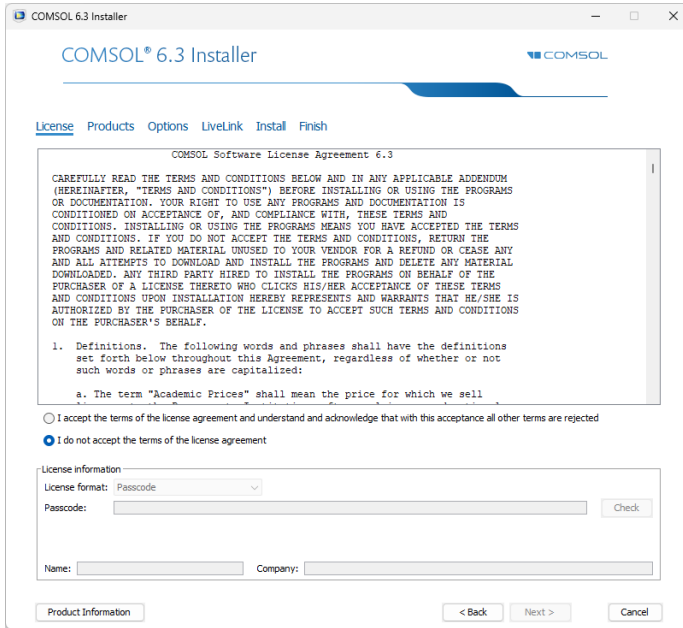 COMSOL 6.3 Installer
COMSOL® 6.3 Installer
COMSOL
License Products Options LiveLink Install Finish
COMSOL Software License Agreement 6.3
CAREFULLY READ THE TERMS AND CONDITIONS BELOW AND IN ANY APPLICABLE ADDENDUM
(HEREINAFTER, "TERMS AND CONDITIONS") BEFORE INSTALLING OR USING THE PROGRAMS
OR DOCUMENTATION. YOUR RIGHT TO USE ANY PROGRAMS AND DOCUMENTATION IS
CONDITIONED ON ACCEPTANCE OF, AND COMPLIANCE WITH, THESE TERMS AND
CONDITIONS. INSTALLING OR USING THE PROGRAMS MEANS YOU HAVE ACCEPTED THE TERMS
AND CONDITIONS. IF YOU DO NOT ACCEPT THE TERMS AND CONDITIONS, RETURN THE
PROGRAMS AND RELATED MATERIAL UNUSED TO YOUR VENDOR FOR A REFUND OR CEASE ANY
AND ALL ATTEMPTS TO DOWNLOAD AND INSTALL THE PROGRAMS AND DELETE ANY MATERIAL
DOWNLOADED. ANY THIRD PARTY HIRED TO INSTALL THE PROGRAMS ON BEHALF OF THE
PURCHASER OF A LICENSE THERETO WHO CLICKS HIS/HER ACCEPTANCE OF THESE TERMS
AND CONDITIONS UPON INSTALLATION HEREBY REPRESENTS AND WARRANTS THAT HE/SHE IS
AUTHORIZED BY THE PURCHASER OF THE LICENSE TO ACCEPT SUCH TERMS AND CONDITIONS
ON THE PURCHASER'S BEHALF.
1. Definitions. The following words and phrases shall have the definitions
set forth below throughout this Agreement, regardless of whether or not
such words or phrases are capitalized:
a. The term "Academic Prices" shall mean the price for which we sell
I accept the terms of the license agreement and understand and acknowledge that with this acceptance all other terms are rejected
I do not accept the terms of the license agreement
License information
License format: Passcode
Passcode: Check
Name: Company:
Product Information < Back Next > Cancel